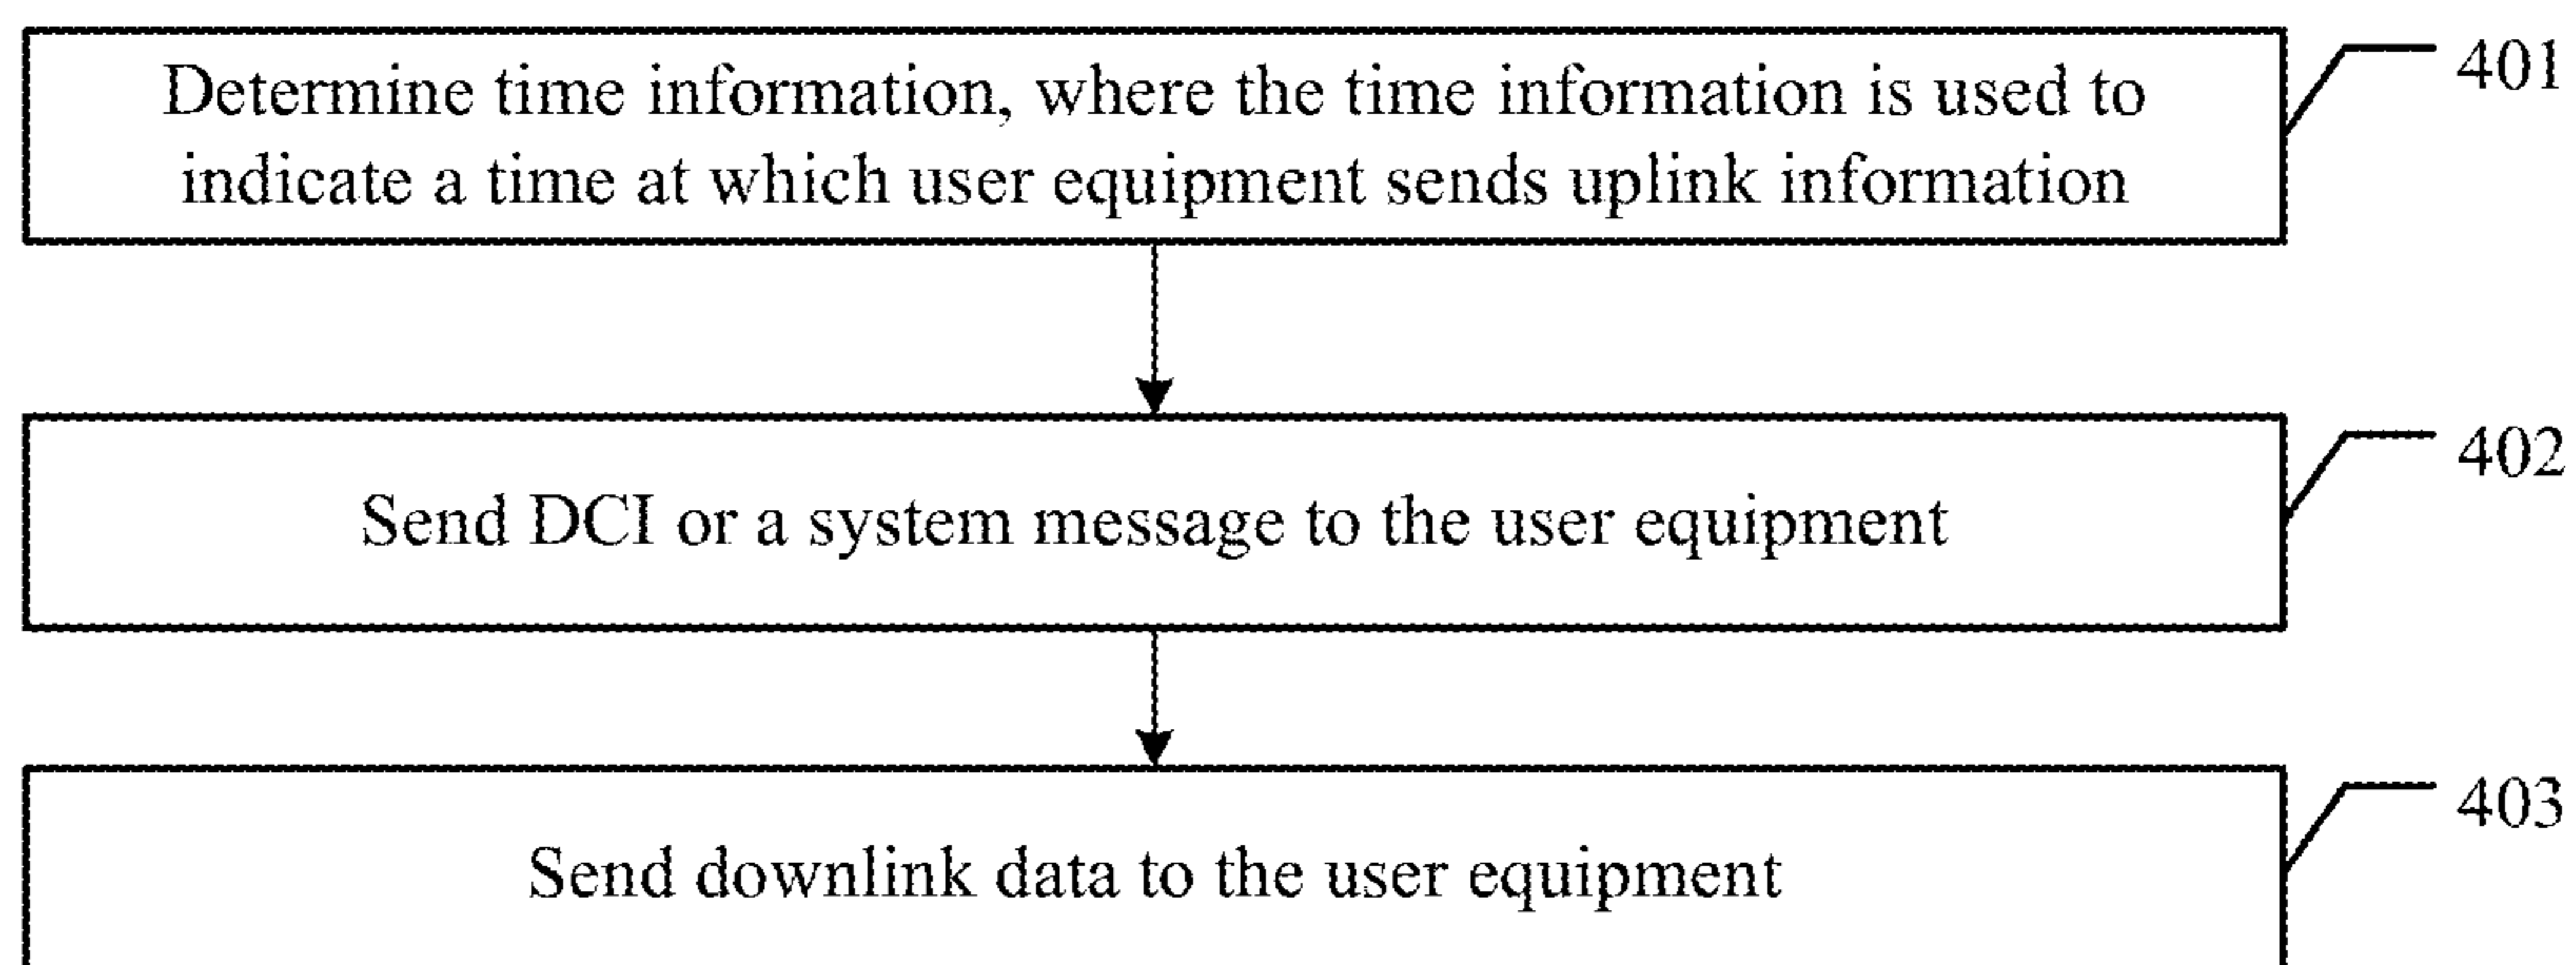 Determine time information, where the time information is used to
401
indicate a time at which user equipment sends uplink information
402
Send DCI or a system message to the user equipment
403
Send downlink data to the user equipment